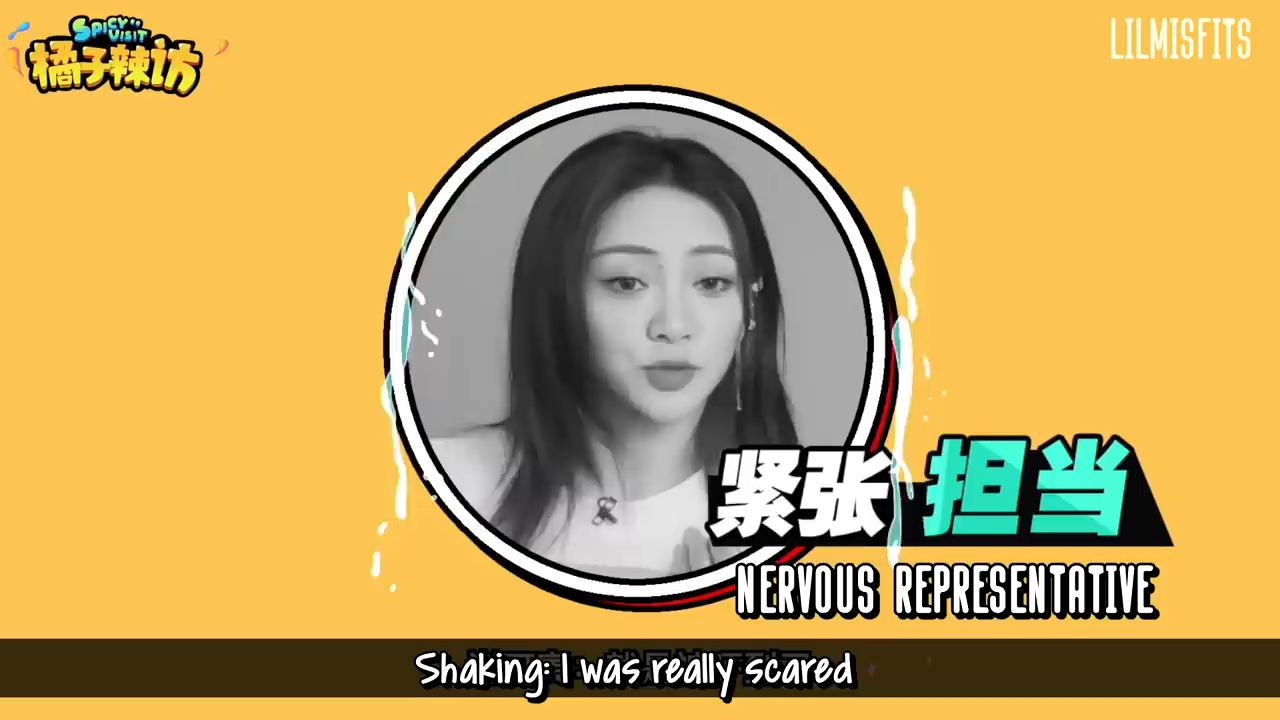 SPICY VISIT
橘子辣访
LILMISFITS
紧张 担当
NERVOUS REPRESENTATIVE
Shaking: I was really scared